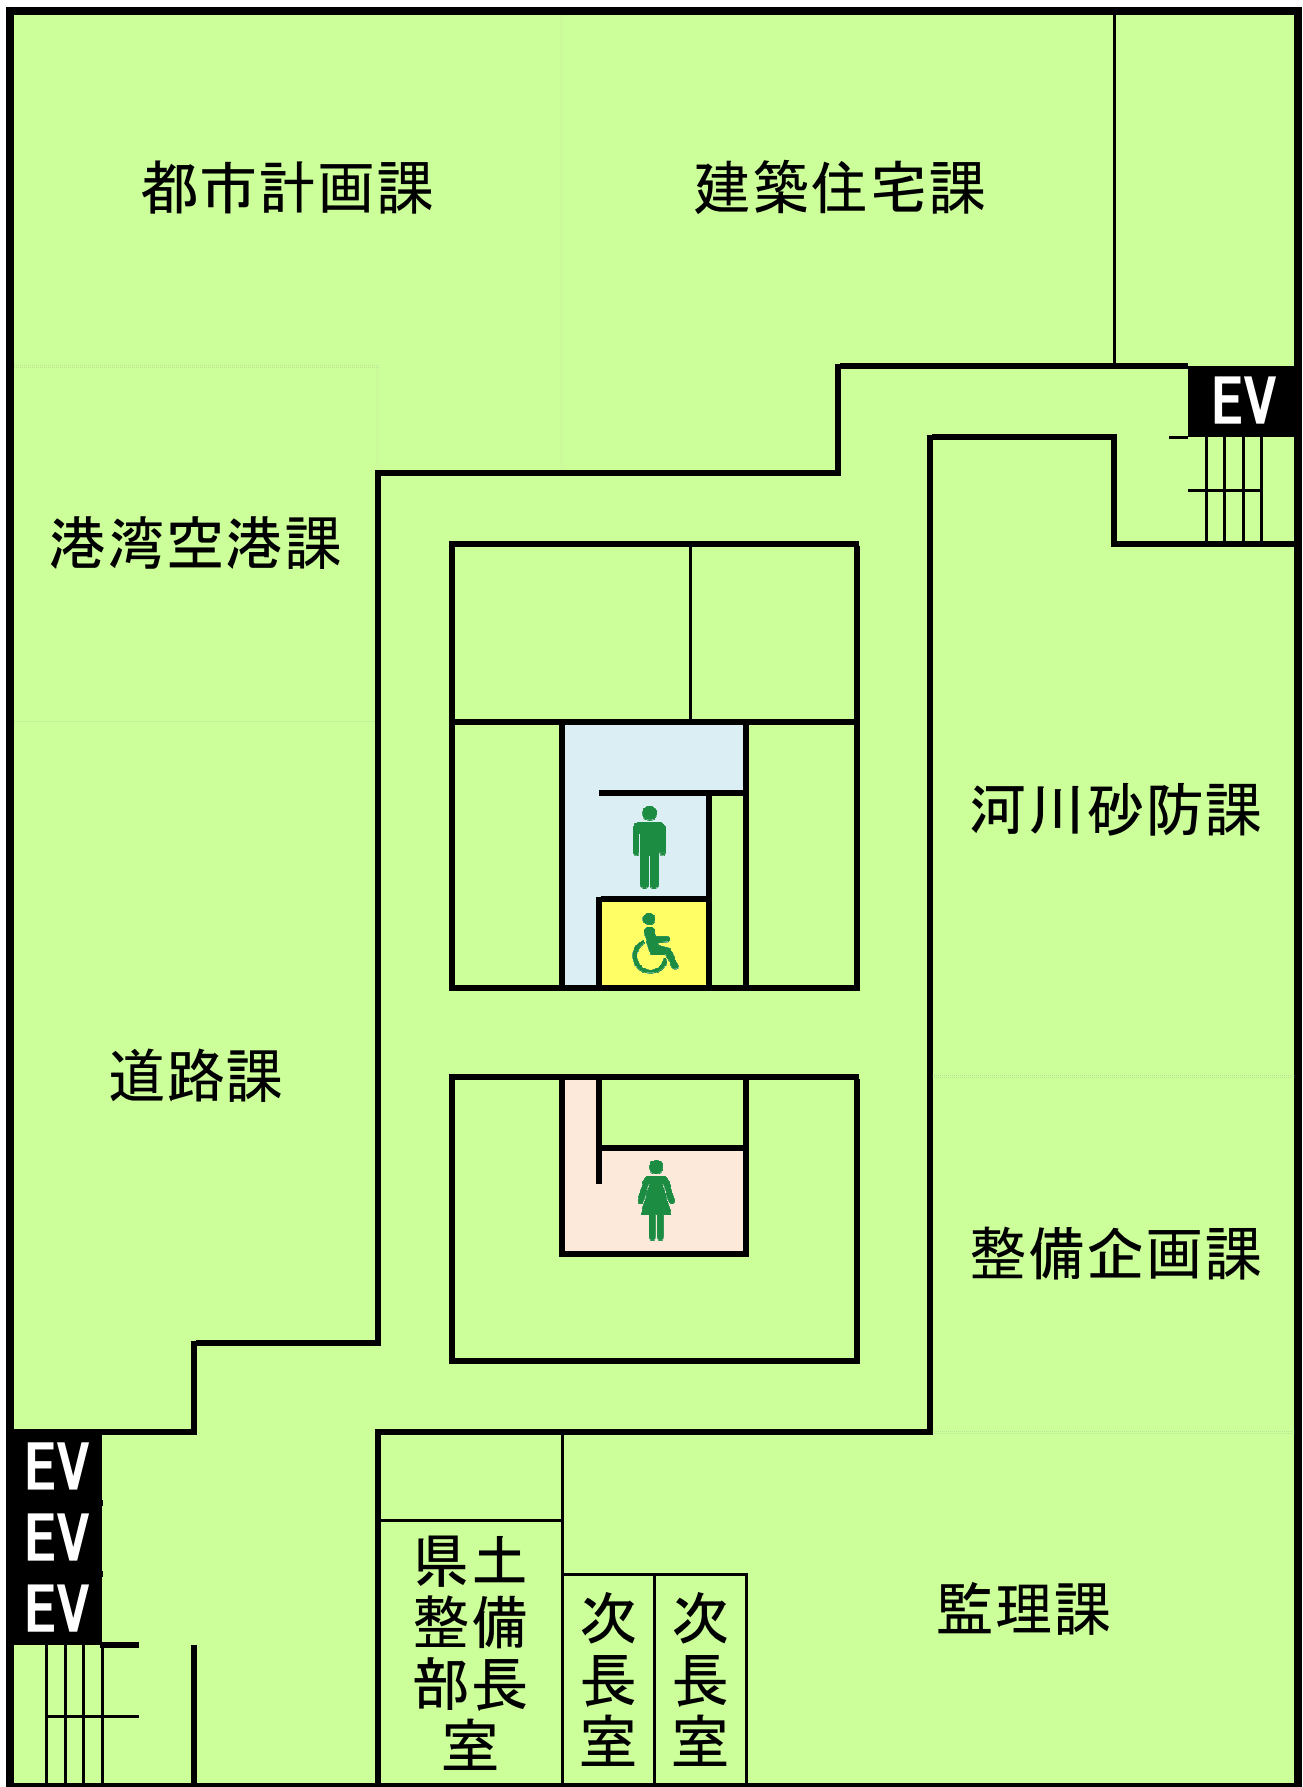 都市計画課
建築住宅課
EV
港湾空港課
河川砂防課
道路課
整備企画課
EV
EV
EV
県土
整備
部長
室
次長室
次長室
監理課